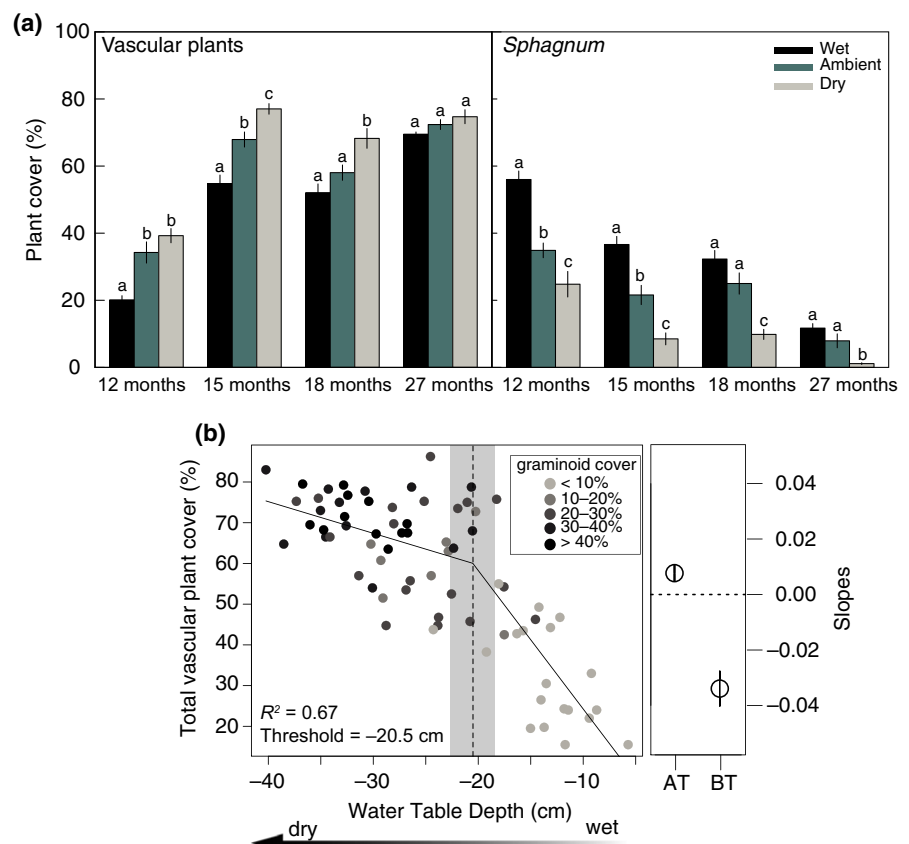 (a)
Vascular plants
Sphagnum
Wet
Ambient
Dry
Plant cover (%)
100
80
60
40
20
0
a b b
a b c
a a b
a a a
a b c
a b c
a a c
a a b
12 months 15 months 18 months 27 months
12 months 15 months 18 months 27 months
(b)
graminoid cover
< 10%
10–20%
20–30%
30–40%
> 40%
Total vascular plant cover (%)
80
70
60
50
40
30
20
R² = 0.67
Threshold = –20.5 cm
–40 –30 –20 –10
Water Table Depth (cm)
dry wet
0.04
0.02
0.00
–0.02
–0.04
Slopes
AT BT